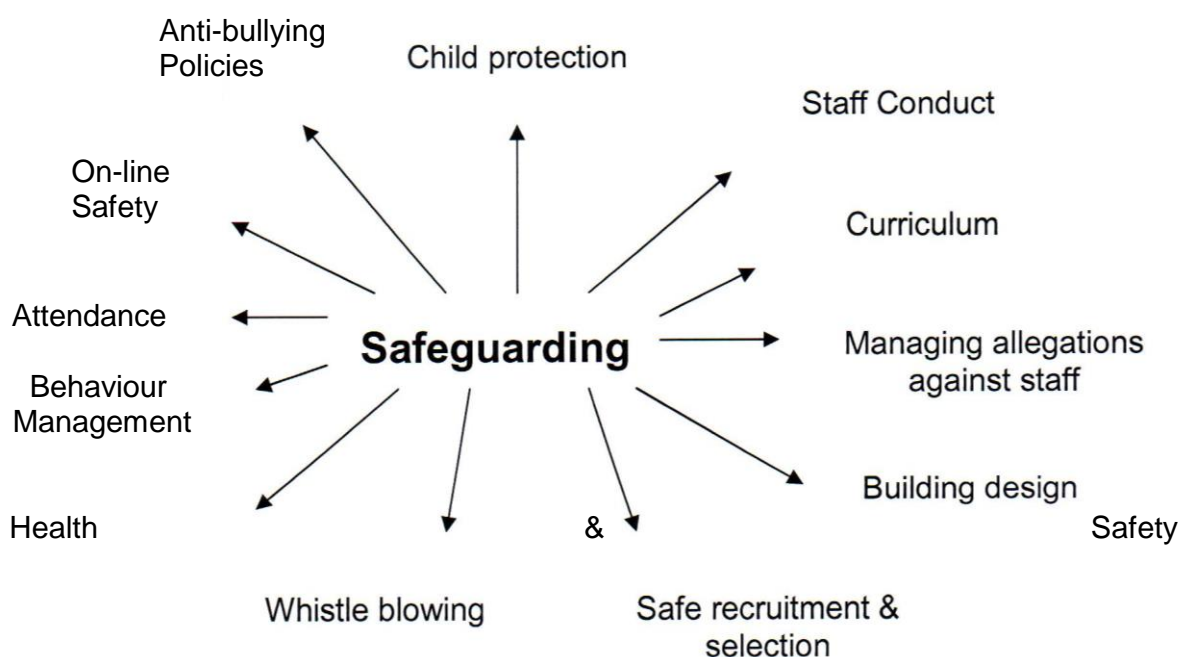 Anti-bullying
Policies
Child protection
Staff Conduct
On-line
Safety
Curriculum
Attendance
Safeguarding
Managing allegations
against staff
Behaviour
Management
Building design
Health & Safety
Whistle blowing
Safe recruitment &
selection